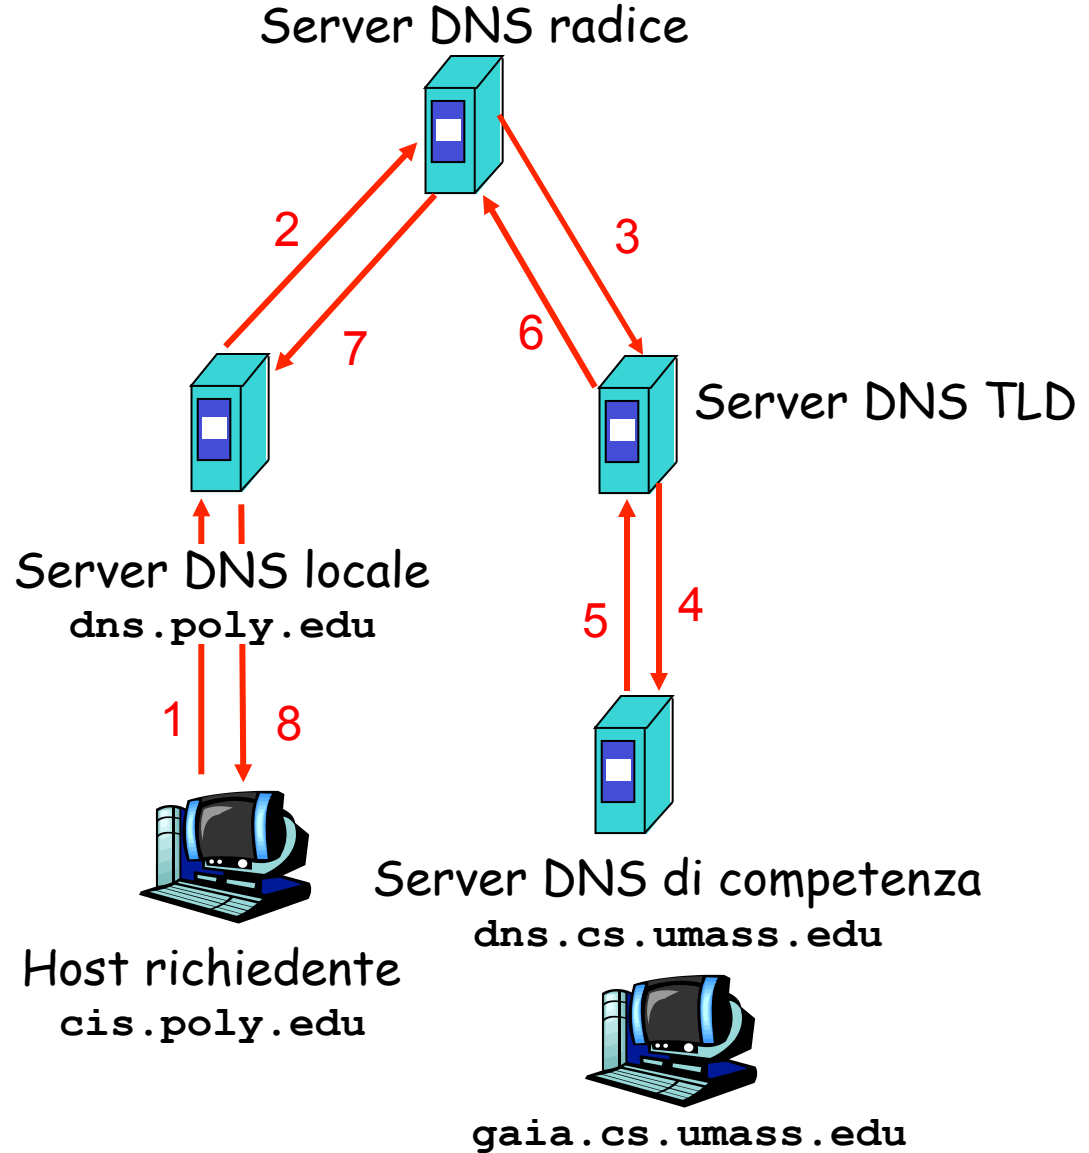 Server DNS radice
2
3
7
6
Server DNS TLD
Server DNS locale
dns.poly.edu
5
4
1
8
Server DNS di competenza
dns.cs.umass.edu
Host richiedente
cis.poly.edu
gaia.cs.umass.edu